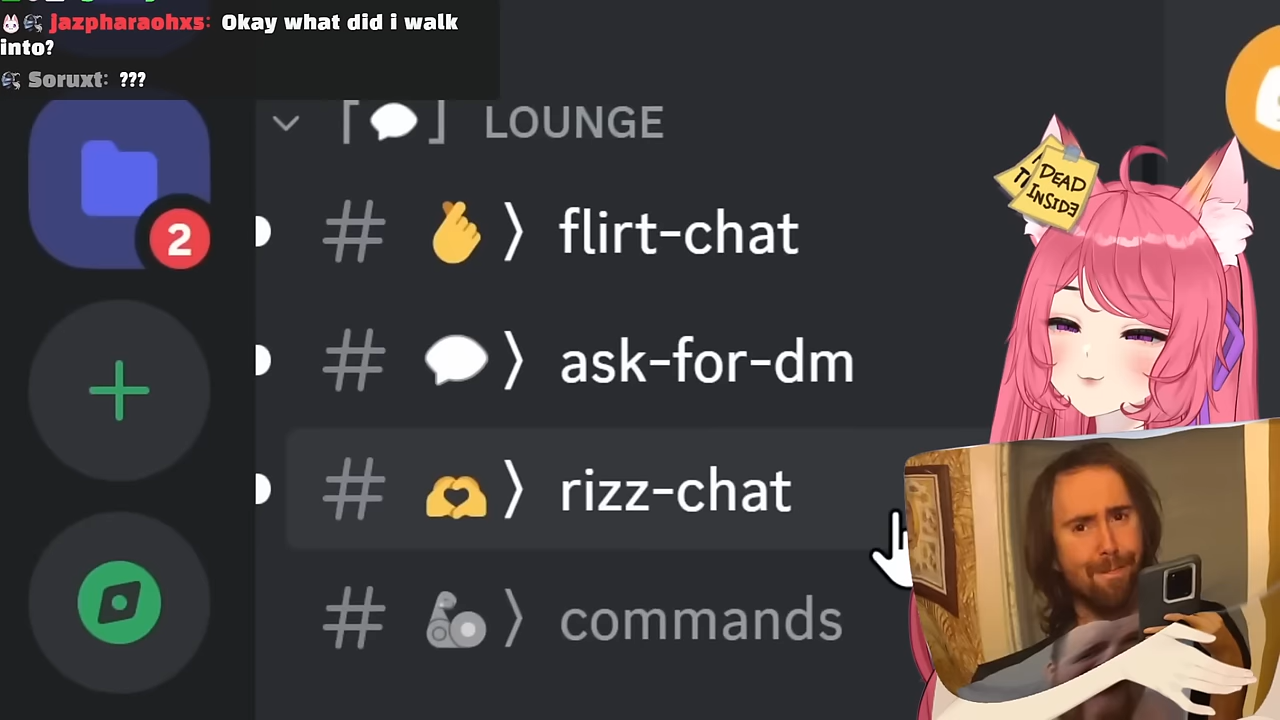 jazpharaohxs: Okay what did i walk
into?
Soruxt: ???
LOUNGE
2
# flirt-chat
# ask-for-dm
# rizz-chat
# commands
DEAD
INSIDE